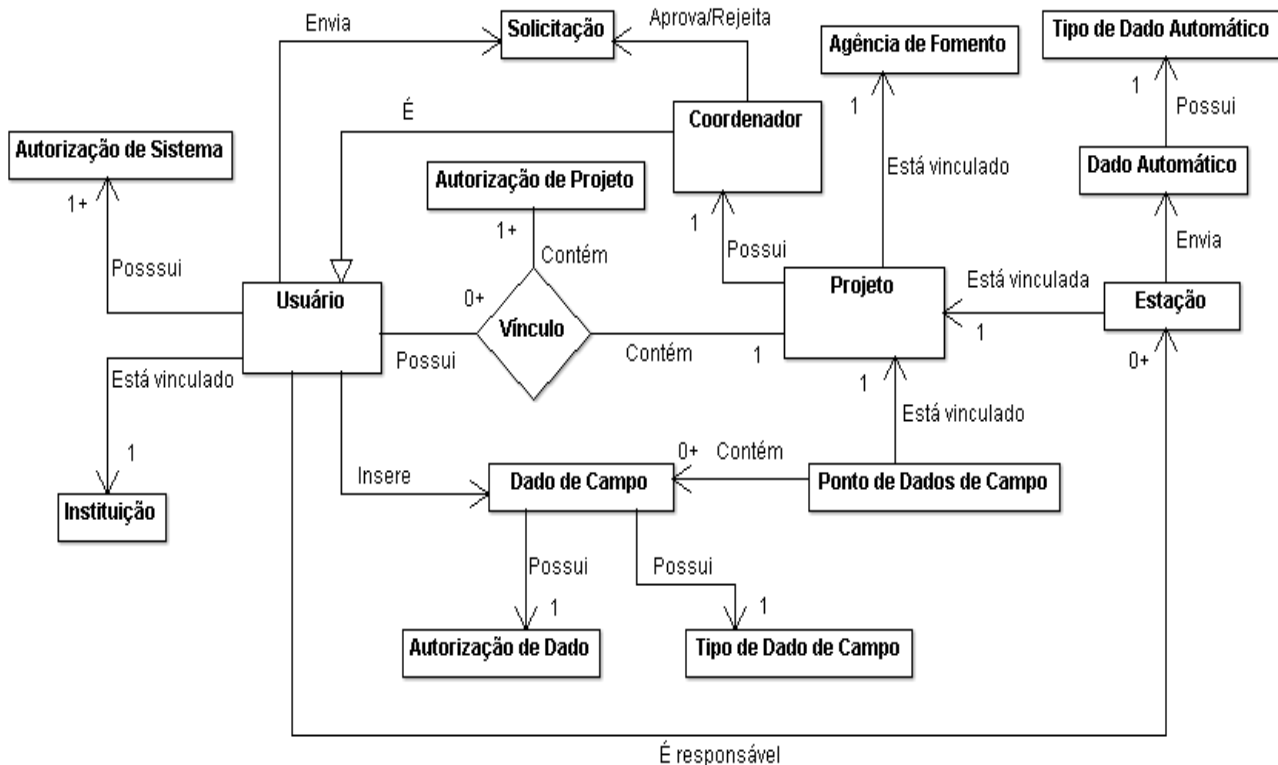 Envia
Solicitação
Aprova/Rejeita
Agência de Fomento
Tipo de Dado Automático
1
1
Possui
É
Coordenador
Autorização de Sistema
Autorização de Projeto
Está vinculado
Dado Automático
1+
1+
Contém
1
Possui
Envia
Posssui
Usuário
0+
Vínculo
Projeto
Está vinculada
Estação
Possui
Contém
1
1
0+
Está vinculado
1
Está vinculado
1
Insere
Dado de Campo
0+
Contém
Ponto de Dados de Campo
Instituição
Possui
Possui
1
1
Autorização de Dado
Tipo de Dado de Campo
É responsável